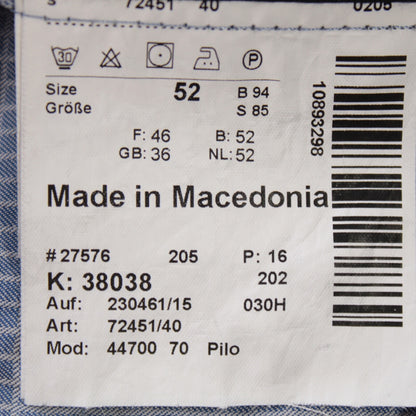 72451 40 0205
30 P
Size 52 B 94
Größe S 85
F: 46 B: 52
GB: 36 NL: 52
Made in Macedonia
# 27576 205 P: 16
K: 38038 202
Auf: 230461/15 030H
Art: 72451/40
Mod: 44700 70 Pilo
10893298